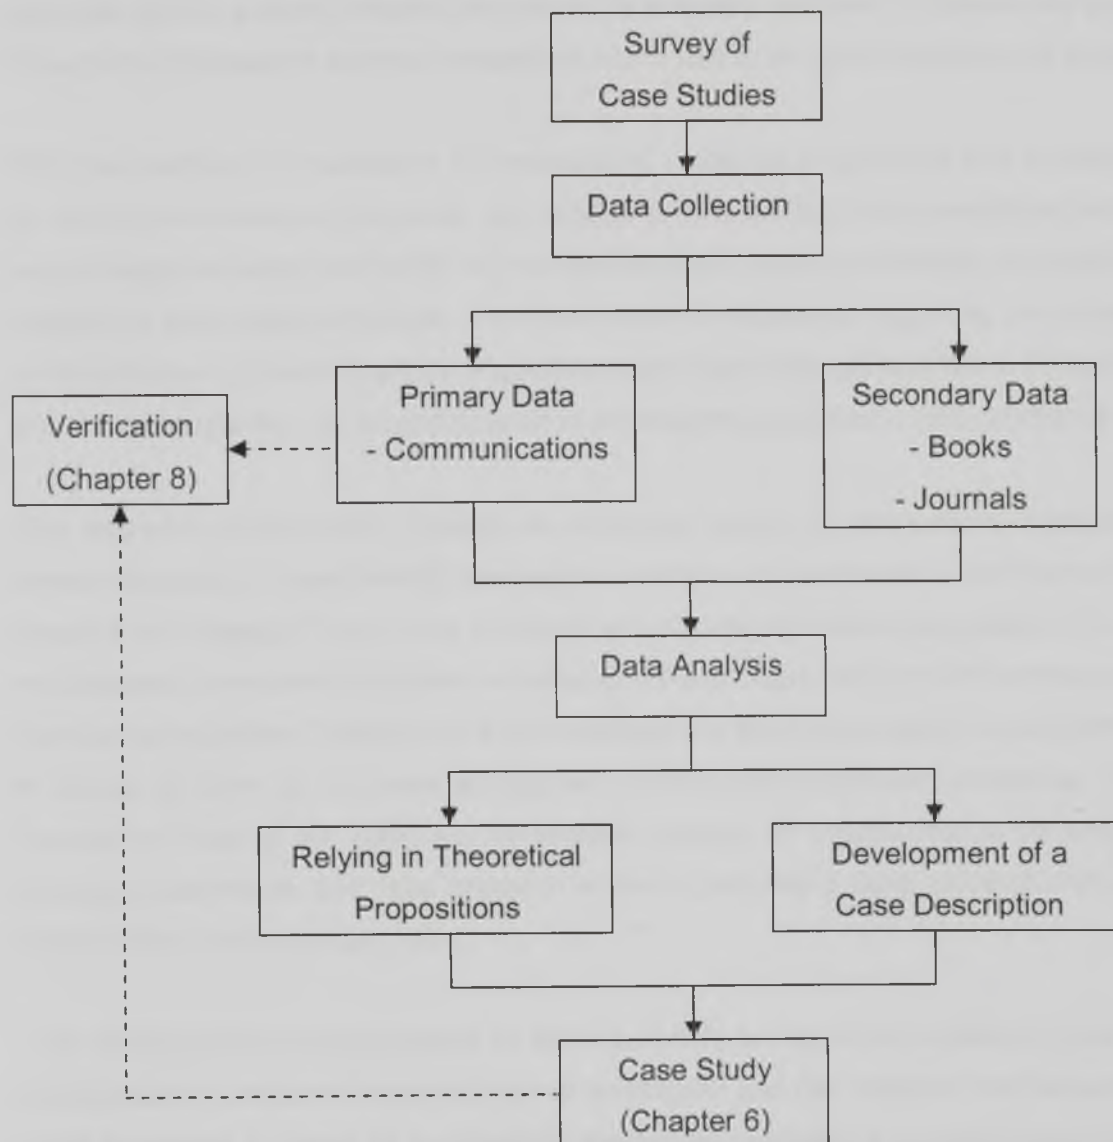 Survey of
Case Studies
Data Collection
Primary Data
- Communications
Secondary Data
- Books
- Journals
Verification
(Chapter 8)
Data Analysis
Relying in Theoretical
Propositions
Development of a
Case Description
Case Study
(Chapter 6)